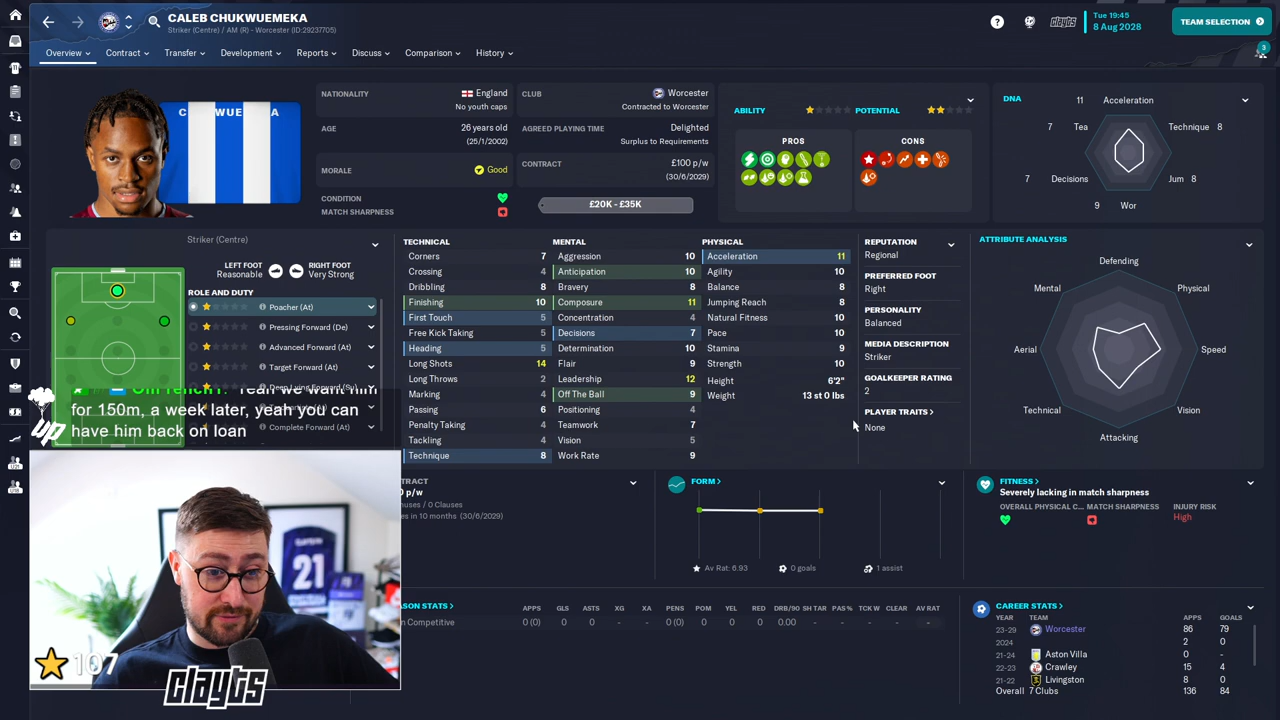 CALEB CHUKWUEMEKA
Striker (Centre) / AM (R) - Worcester (ID:29237705)
clayts
Tue 19:45
8 Aug 2028
TEAM SELECTION
3
Overview
Contract
Transfer
Development
Reports
Discuss
Comparison
History
NATIONALITY
England
No youth caps
AGE
26 years old
(25/1/2002)
MORALE
Good
CONDITION
MATCH SHARPNESS
CLUB
Worcester
Contracted to Worcester
AGREED PLAYING TIME
Delighted
Surplus to Requirements
CONTRACT
£100 p/w
(30/6/2029)
£20K - £35K
ABILITY
POTENTIAL
PROS
CONS
DNA
11 Acceleration
7 Tea
Technique 8
7 Decisions
Jum 8
9 Wor
Striker (Centre)
LEFT FOOT
Reasonable
RIGHT FOOT
Very Strong
ROLE AND DUTY
Poacher (At)
Pressing Forward (De)
Advanced Forward (At)
Target Forward (At)
Complete Forward (At)
for 150m, a week later, yeah you can
have him back on loan
TECHNICAL
Corners 7
Crossing 4
Dribbling 8
Finishing 10
First Touch 5
Free Kick Taking 5
Heading 5
Long Shots 14
Long Throws 2
Marking 4
Passing 6
Penalty Taking 4
Tackling 4
Technique 8
MENTAL
Aggression 10
Anticipation 10
Bravery 8
Composure 11
Concentration 4
Decisions 7
Determination 10
Flair 9
Leadership 12
Off The Ball 9
Positioning 4
Teamwork 7
Vision 5
Work Rate 9
PHYSICAL
Acceleration 11
Agility 10
Balance 8
Jumping Reach 8
Natural Fitness 10
Pace 10
Stamina 9
Strength 10
Height 6'2"
Weight 13 st 0 lbs
REPUTATION
Regional
PREFERRED FOOT
Right
PERSONALITY
Balanced
MEDIA DESCRIPTION
Striker
GOALKEEPER RATING
2
PLAYER TRAITS
None
ATTRIBUTE ANALYSIS
Defending
Mental
Physical
Aerial
Speed
Technical
Vision
Attacking
FORM
Av Rat: 6.93
0 goals
1 assist
FITNESS
Severely lacking in match sharpness
OVERALL PHYSICAL C...
MATCH SHARPNESS
INJURY RISK
High
APPS GLS ASTS XG XA PENS POM YEL RED DRB/90 SH TAR PAS% TCK W CLEAR AV RAT
0 (0) 0 0 - - 0 (0) 0 0 0 0.00 - - - - -
CAREER STATS
YEAR TEAM APPS GOALS
23-29 Worcester 86 79
2024 2 0
21-24 Aston Villa 0 -
22-23 Crawley 15 4
21-22 Livingston 8 0
Overall 7 Clubs 136 84
21
107
clayts